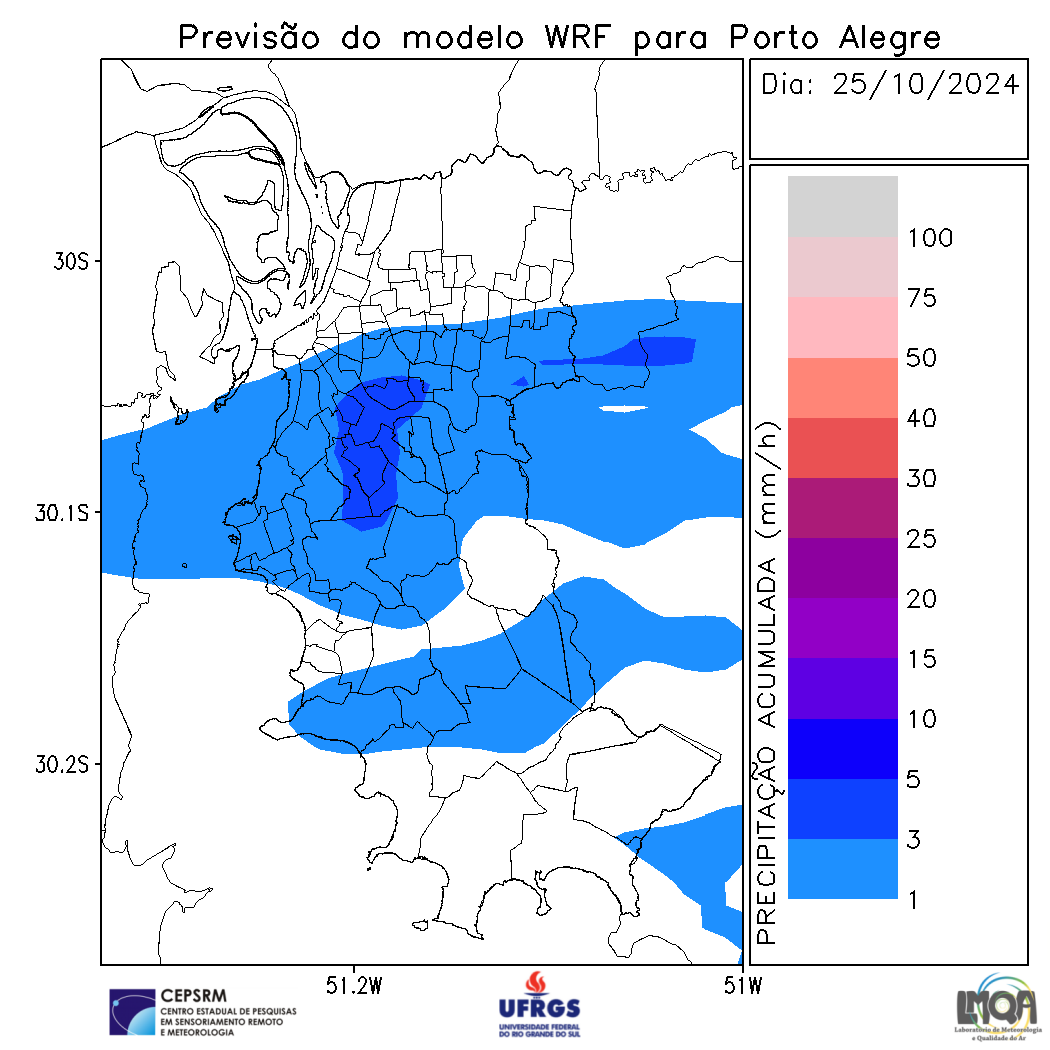 Previsão do modelo WRF para Porto Alegre
Dia: 25/10/2024
30S
30.1S
30.2S
51.2W
51W
PRECIPITAÇÃO ACUMULADA (mm/h)
100
75
50
40
30
25
20
15
10
5
3
1
CEPSRM
CENTRO ESTADUAL DE PESQUISAS
EM SENSORIAMENTO REMOTO
E METEOROLOGIA
UFRGS
UNIVERSIDADE FEDERAL
DO RIO GRANDE DO SUL
LMQA
Laboratório de Meteorologia
e Qualidade do Ar